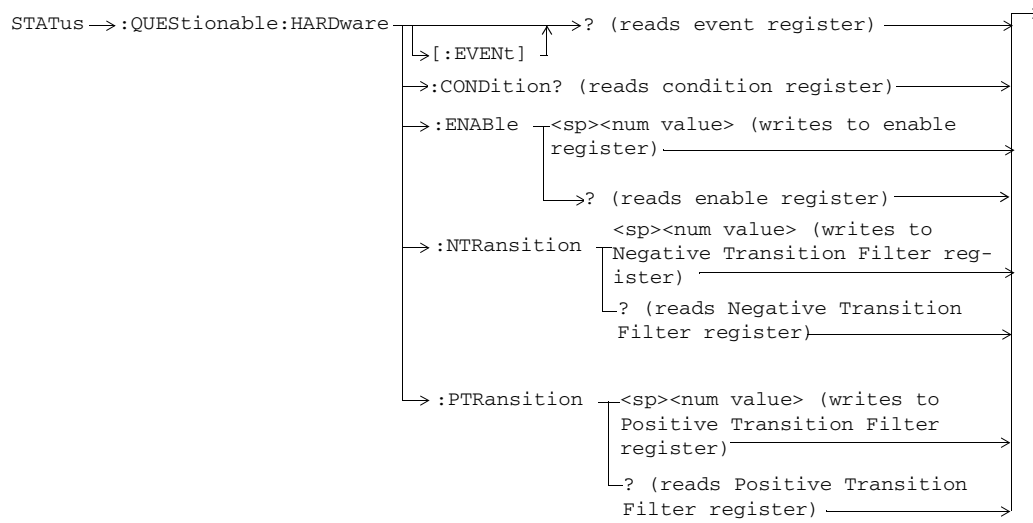 STATus :QUEStionable:HARDware ? (reads event register)
[:EVENt]
:CONDition? (reads condition register)
:ENABle <sp><num value> (writes to enable
register)
? (reads enable register)
<sp><num value> (writes to
:NTRansition Negative Transition Filter reg-
ister)
? (reads Negative Transition
Filter register)
:PTRansition <sp><num value> (writes to
Positive Transition Filter
register)
? (reads Positive Transition
Filter register)